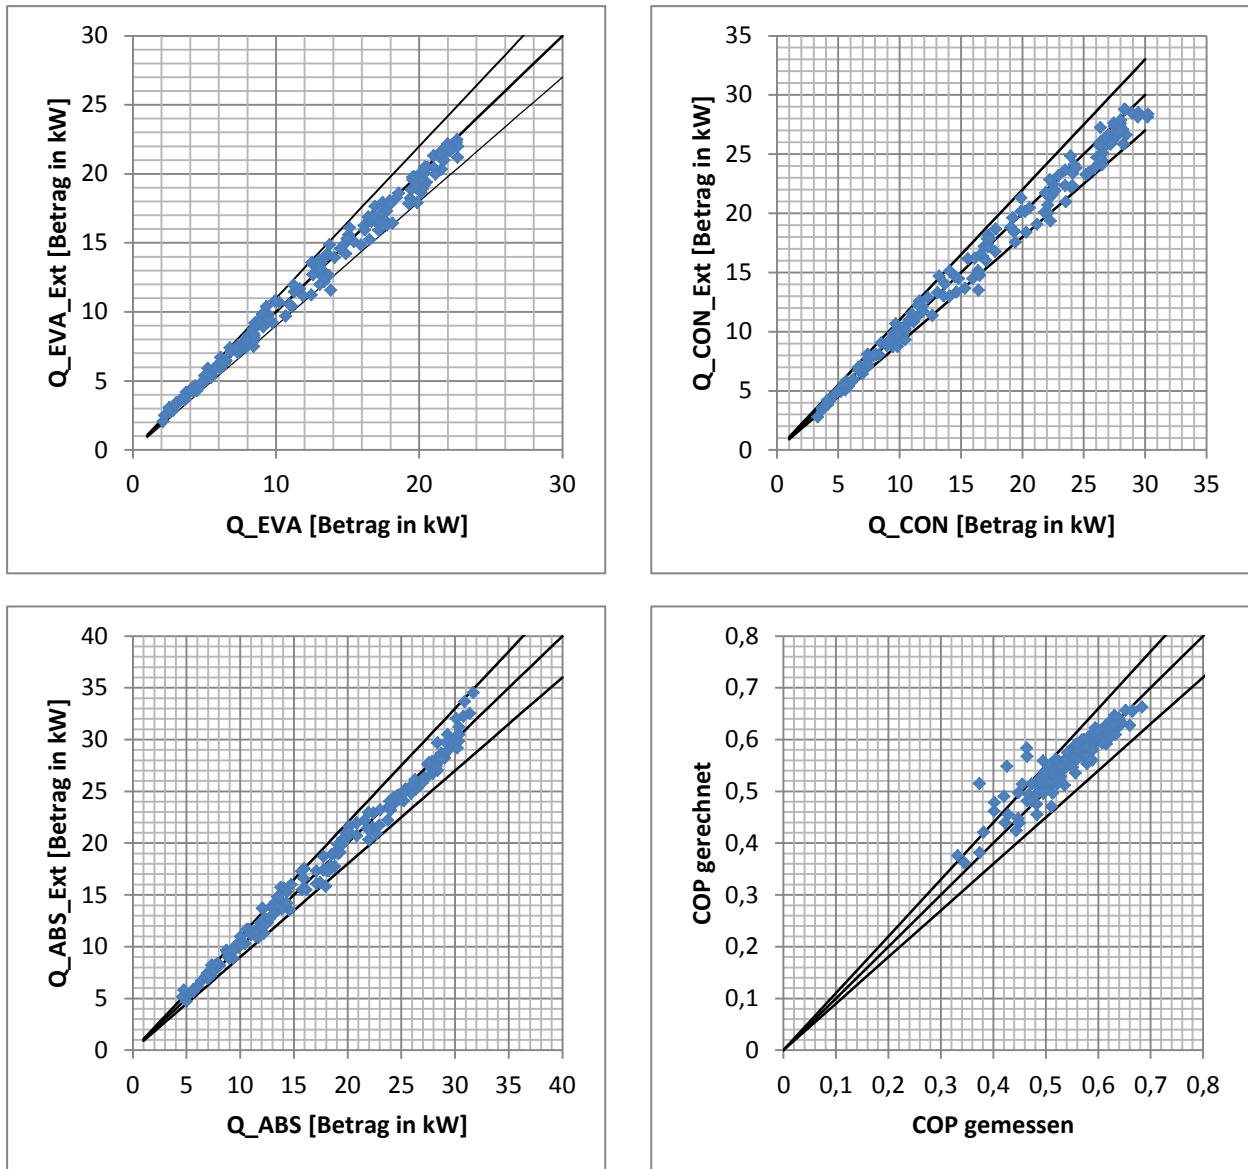 Q_EVA_Ext [Betrag in kW]
30
25
20
15
10
5
0
0 10 20 30
Q_EVA [Betrag in kW]
Q_CON_Ext [Betrag in kW]
35
30
25
20
15
10
5
0
0 5 10 15 20 25 30 35
Q_CON [Betrag in kW]
Q_ABS_Ext [Betrag in kW]
40
35
30
25
20
15
10
5
0
0 5 10 15 20 25 30 35 40
Q_ABS [Betrag in kW]
COP gerechnet
0,8
0,7
0,6
0,5
0,4
0,3
0,2
0,1
0
0 0,1 0,2 0,3 0,4 0,5 0,6 0,7 0,8
COP gemessen